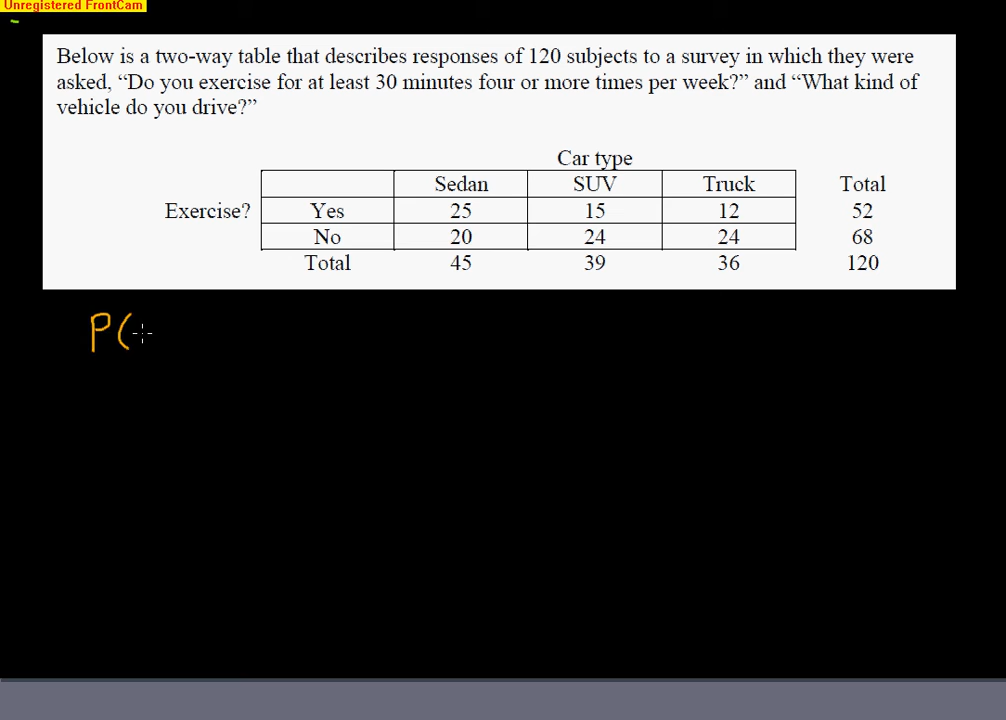 Unregistered FrontCam
Below is a two-way table that describes responses of 120 subjects to a survey in which they were
asked, “Do you exercise for at least 30 minutes four or more times per week?” and “What kind of
vehicle do you drive?”
Car type
Sedan SUV Truck Total
Exercise? Yes 25 15 12 52
No 20 24 24 68
Total 45 39 36 120
P(